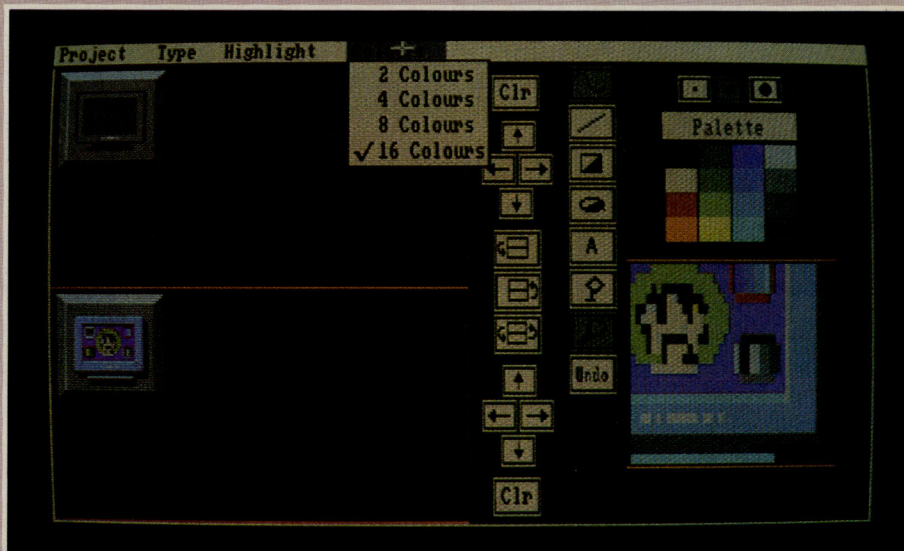 Project Type Highlight
2 Colours
4 Colours
8 Colours
✓16 Colours
Clr
Palette
A
Undo
Clr